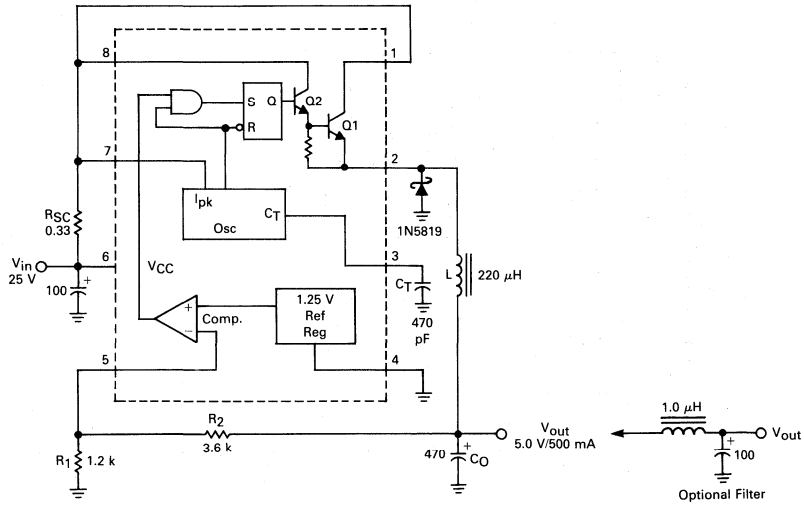 8
1
S Q
R
Q2
Q1
7
2
Ipk
Osc
CT
1N5819
RSC
0.33
Vin
25 V
6
VCC
3
L
220 µH
CT
470
pF
+
100
+
−
Comp.
1.25 V
Ref
Reg
5
4
R2
3.6 k
R1
1.2 k
470
+
CO
Vout
5.0 V/500 mA
1.0 µH
+
100
Vout
Optional Filter